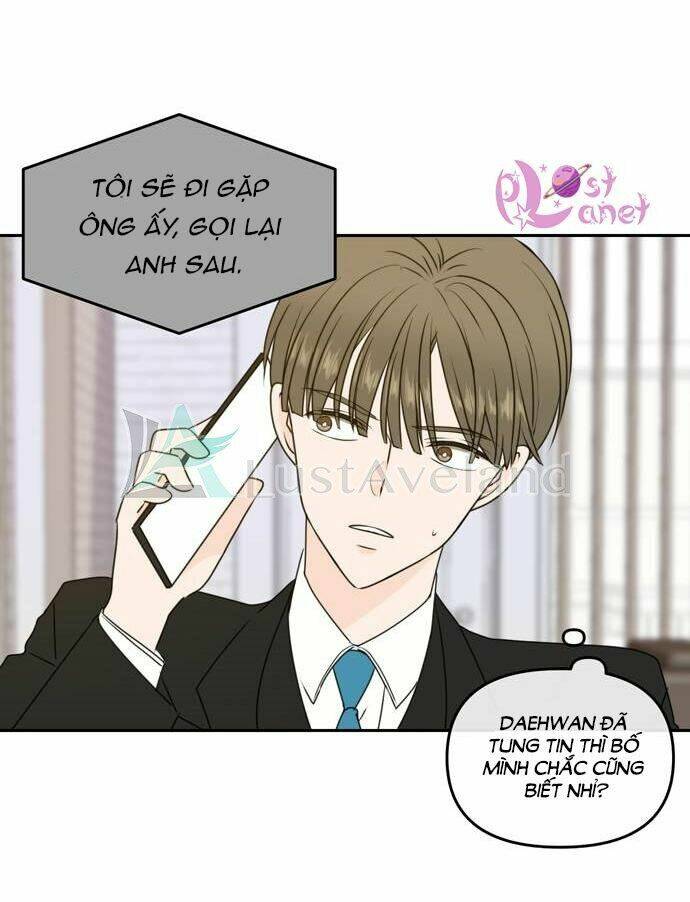 TÔI SẼ ĐI GẶP
ÔNG ẤY, GỌI LẠI
ANH SAU.
Lost
Planet
LustAveland
DAEHWAN ĐÃ
TUNG TIN THÌ BỐ
MÌNH CHẮC CŨNG
BIẾT NHỈ?